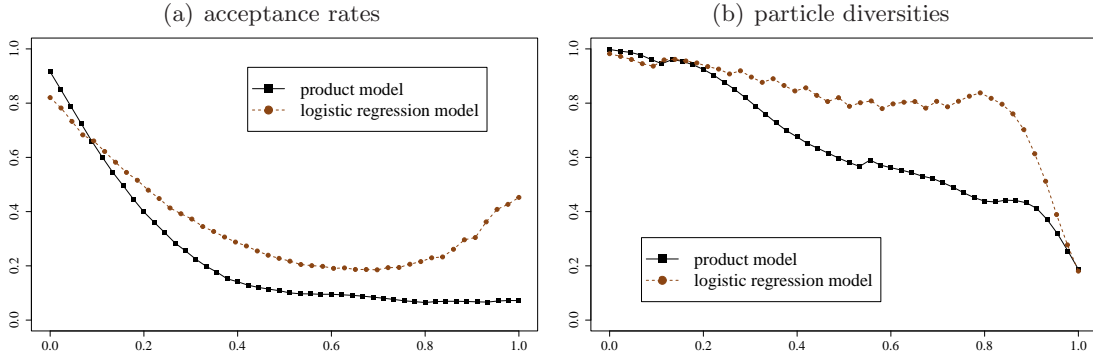 (a) acceptance rates
1.0
0.8
0.6
0.4
0.2
0.0
product model
logistic regression model
0.0 0.2 0.4 0.6 0.8 1.0
(b) particle diversities
1.0
0.8
0.6
0.4
0.2
0.0
product model
logistic regression model
0.0 0.2 0.4 0.6 0.8 1.0